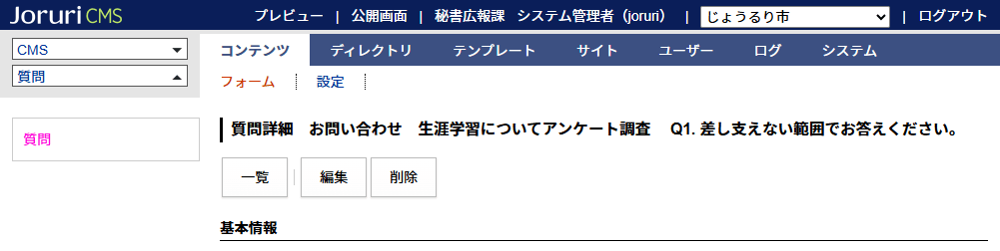 Joruri CMS プレビュー | 公開画面 | 秘書広報課 システム管理者（joruri） | じょうるり市 | ログアウト
CMS
質問
コンテンツ ディレクトリ テンプレート サイト ユーザー ログ システム
フォーム 設定
質問
質問詳細　お問い合わせ　生涯学習についてアンケート調査　Q1. 差し支えない範囲でお答えください。
一覧 | 編集 削除
基本情報